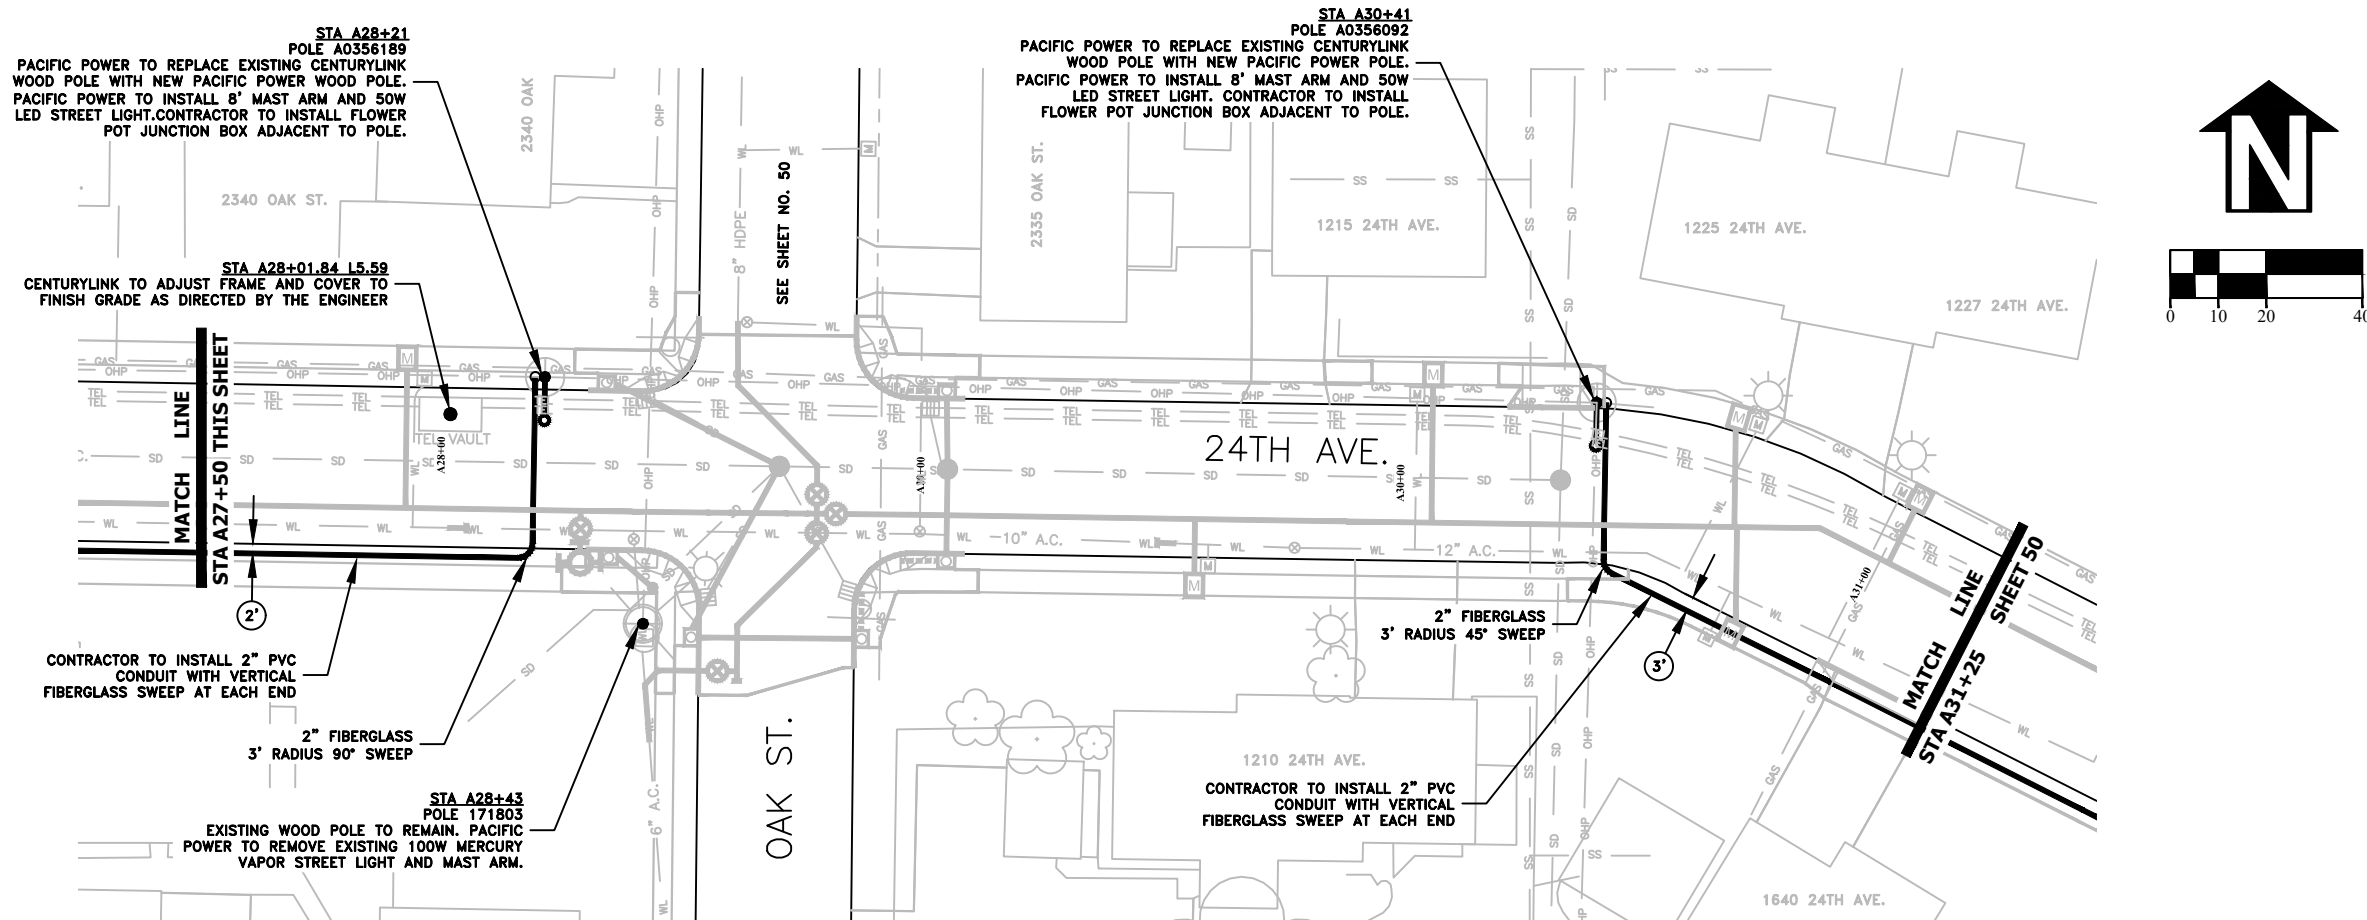 STA A28+21
POLE A0356189
PACIFIC POWER TO REPLACE EXISTING CENTURYLINK
WOOD POLE WITH NEW PACIFIC POWER WOOD POLE.
PACIFIC POWER TO INSTALL 8' MAST ARM AND 50W
LED STREET LIGHT.CONTRACTOR TO INSTALL FLOWER
POT JUNCTION BOX ADJACENT TO POLE.
STA A30+41
POLE A0356092
PACIFIC POWER TO REPLACE EXISTING CENTURYLINK
WOOD POLE WITH NEW PACIFIC POWER POLE.
PACIFIC POWER TO INSTALL 8' MAST ARM AND 50W
LED STREET LIGHT. CONTRACTOR TO INSTALL
FLOWER POT JUNCTION BOX ADJACENT TO POLE.
N
0 10 20 40
2340 OAK
2340 OAK ST.
8" HDPE
SEE SHEET NO. 50
2335 OAK ST.
1215 24TH AVE.
1225 24TH AVE.
1227 24TH AVE.
STA A28+01.84 L5.59
CENTURYLINK TO ADJUST FRAME AND COVER TO
FINISH GRADE AS DIRECTED BY THE ENGINEER
MATCH LINE
STA A27+50 THIS SHEET
TEL VAULT
A28+00
24TH AVE.
A30+00
10" A.C.
12" A.C.
A31+00
MATCH LINE
STA A31+25 SHEET 50
2'
3'
CONTRACTOR TO INSTALL 2" PVC
CONDUIT WITH VERTICAL
FIBERGLASS SWEEP AT EACH END
2" FIBERGLASS
3' RADIUS 90° SWEEP
STA A28+43
POLE 171803
EXISTING WOOD POLE TO REMAIN. PACIFIC
POWER TO REMOVE EXISTING 100W MERCURY
VAPOR STREET LIGHT AND MAST ARM.
6" A.C.
OAK ST.
2" FIBERGLASS
3' RADIUS 45° SWEEP
1210 24TH AVE.
CONTRACTOR TO INSTALL 2" PVC
CONDUIT WITH VERTICAL
FIBERGLASS SWEEP AT EACH END
1640 24TH AVE.